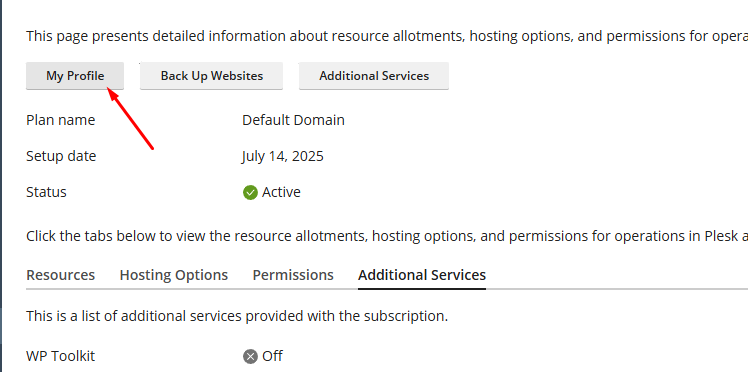 This page presents detailed information about resource allotments, hosting options, and permissions for opera
My Profile Back Up Websites Additional Services
Plan name Default Domain
Setup date July 14, 2025
Status Active
Click the tabs below to view the resource allotments, hosting options, and permissions for operations in Plesk a
Resources Hosting Options Permissions Additional Services
This is a list of additional services provided with the subscription.
WP Toolkit Off